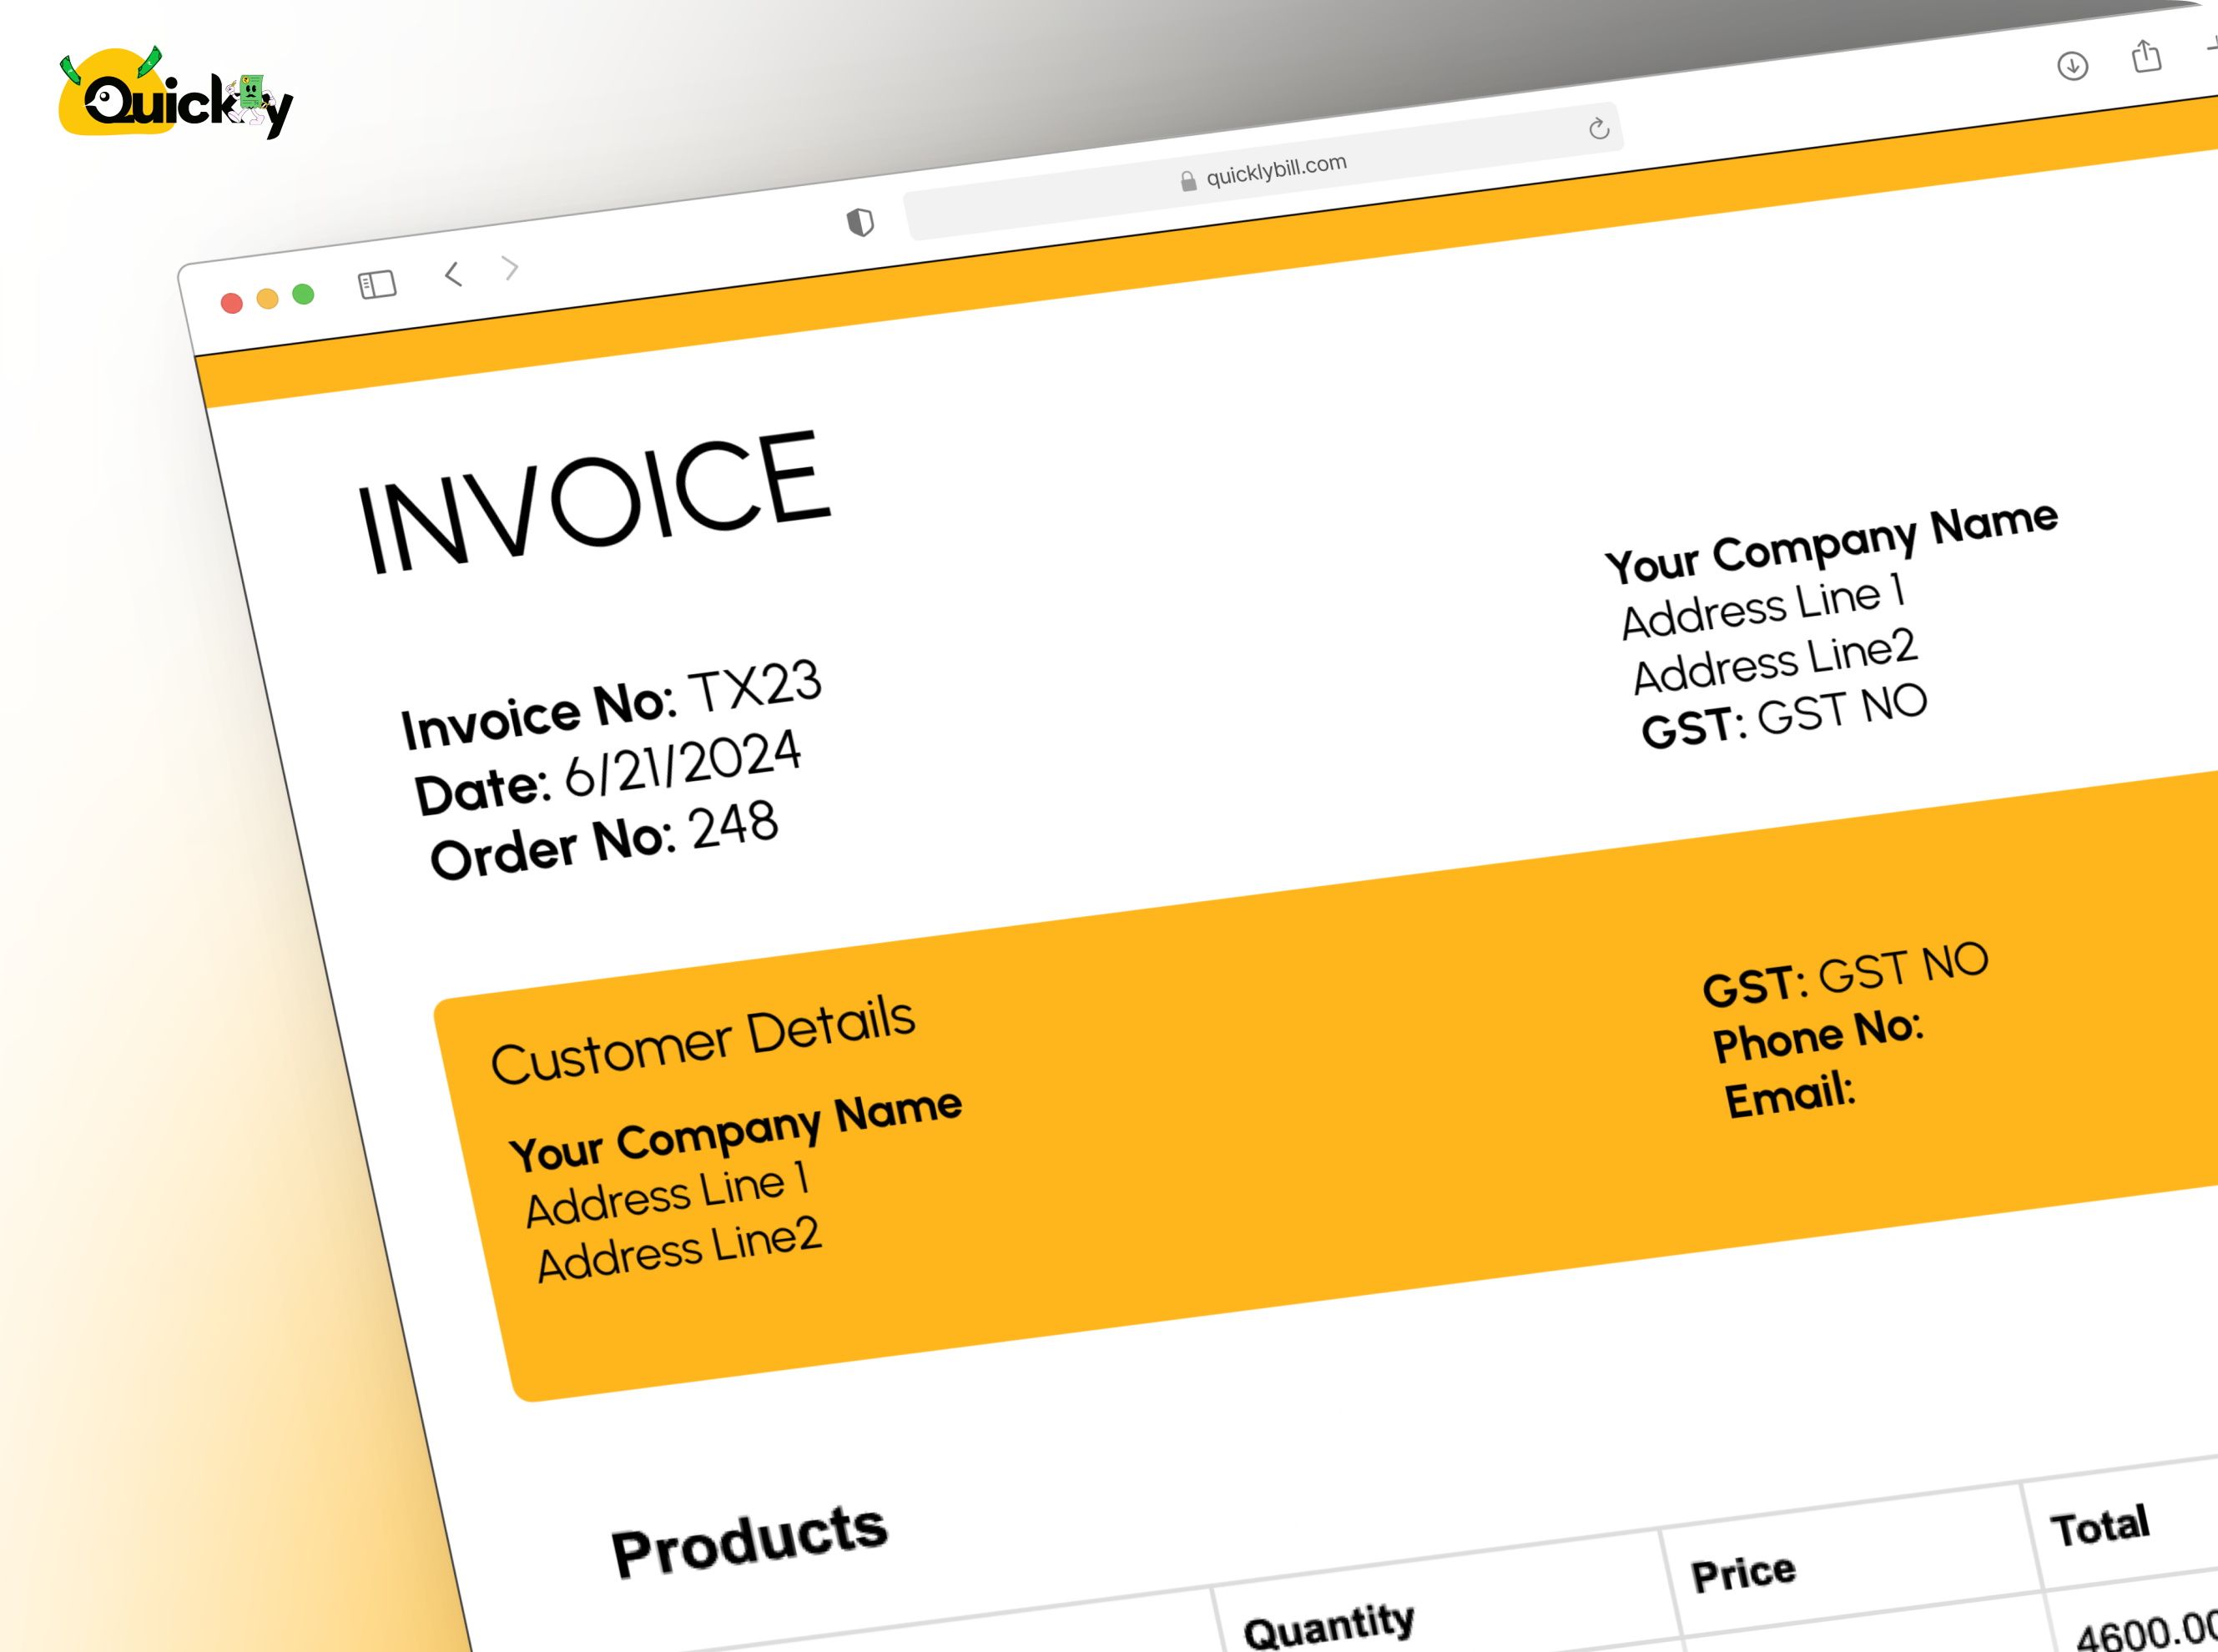 Quickly
quicklybill.com
INVOICE
Your Company Name
Address Line 1
Address Line2
GST: GST NO
Invoice No: TX23
Date: 6/21/2024
Order No: 248
Customer Details
Your Company Name
Address Line 1
Address Line2
GST: GST NO
Phone No:
Email:
Products
Quantity
Price
Total
4600.00